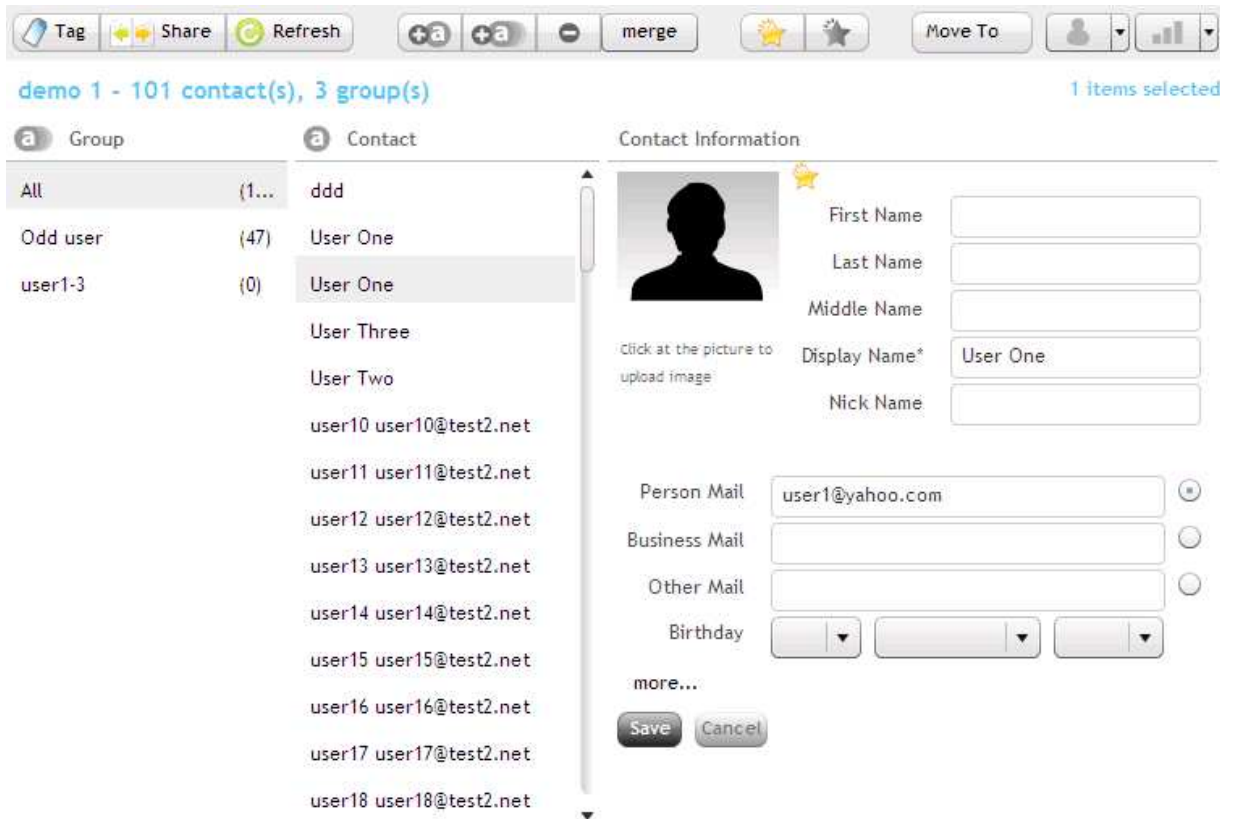 Tag Share Refresh a a merge Move To
demo 1 - 101 contact(s), 3 group(s)
1 items selected
a Group
All (1...
Odd user (47)
user1-3 (0)
a Contact
ddd
User One
User One
User Three
User Two
user10 user10@test2.net
user11 user11@test2.net
user12 user12@test2.net
user13 user13@test2.net
user14 user14@test2.net
user15 user15@test2.net
user16 user16@test2.net
user17 user17@test2.net
user18 user18@test2.net
Contact Information
Click at the picture to
upload image
First Name
Last Name
Middle Name
Display Name* User One
Nick Name
Person Mail user1@yahoo.com
Business Mail
Other Mail
Birthday
more...
Save Cancel